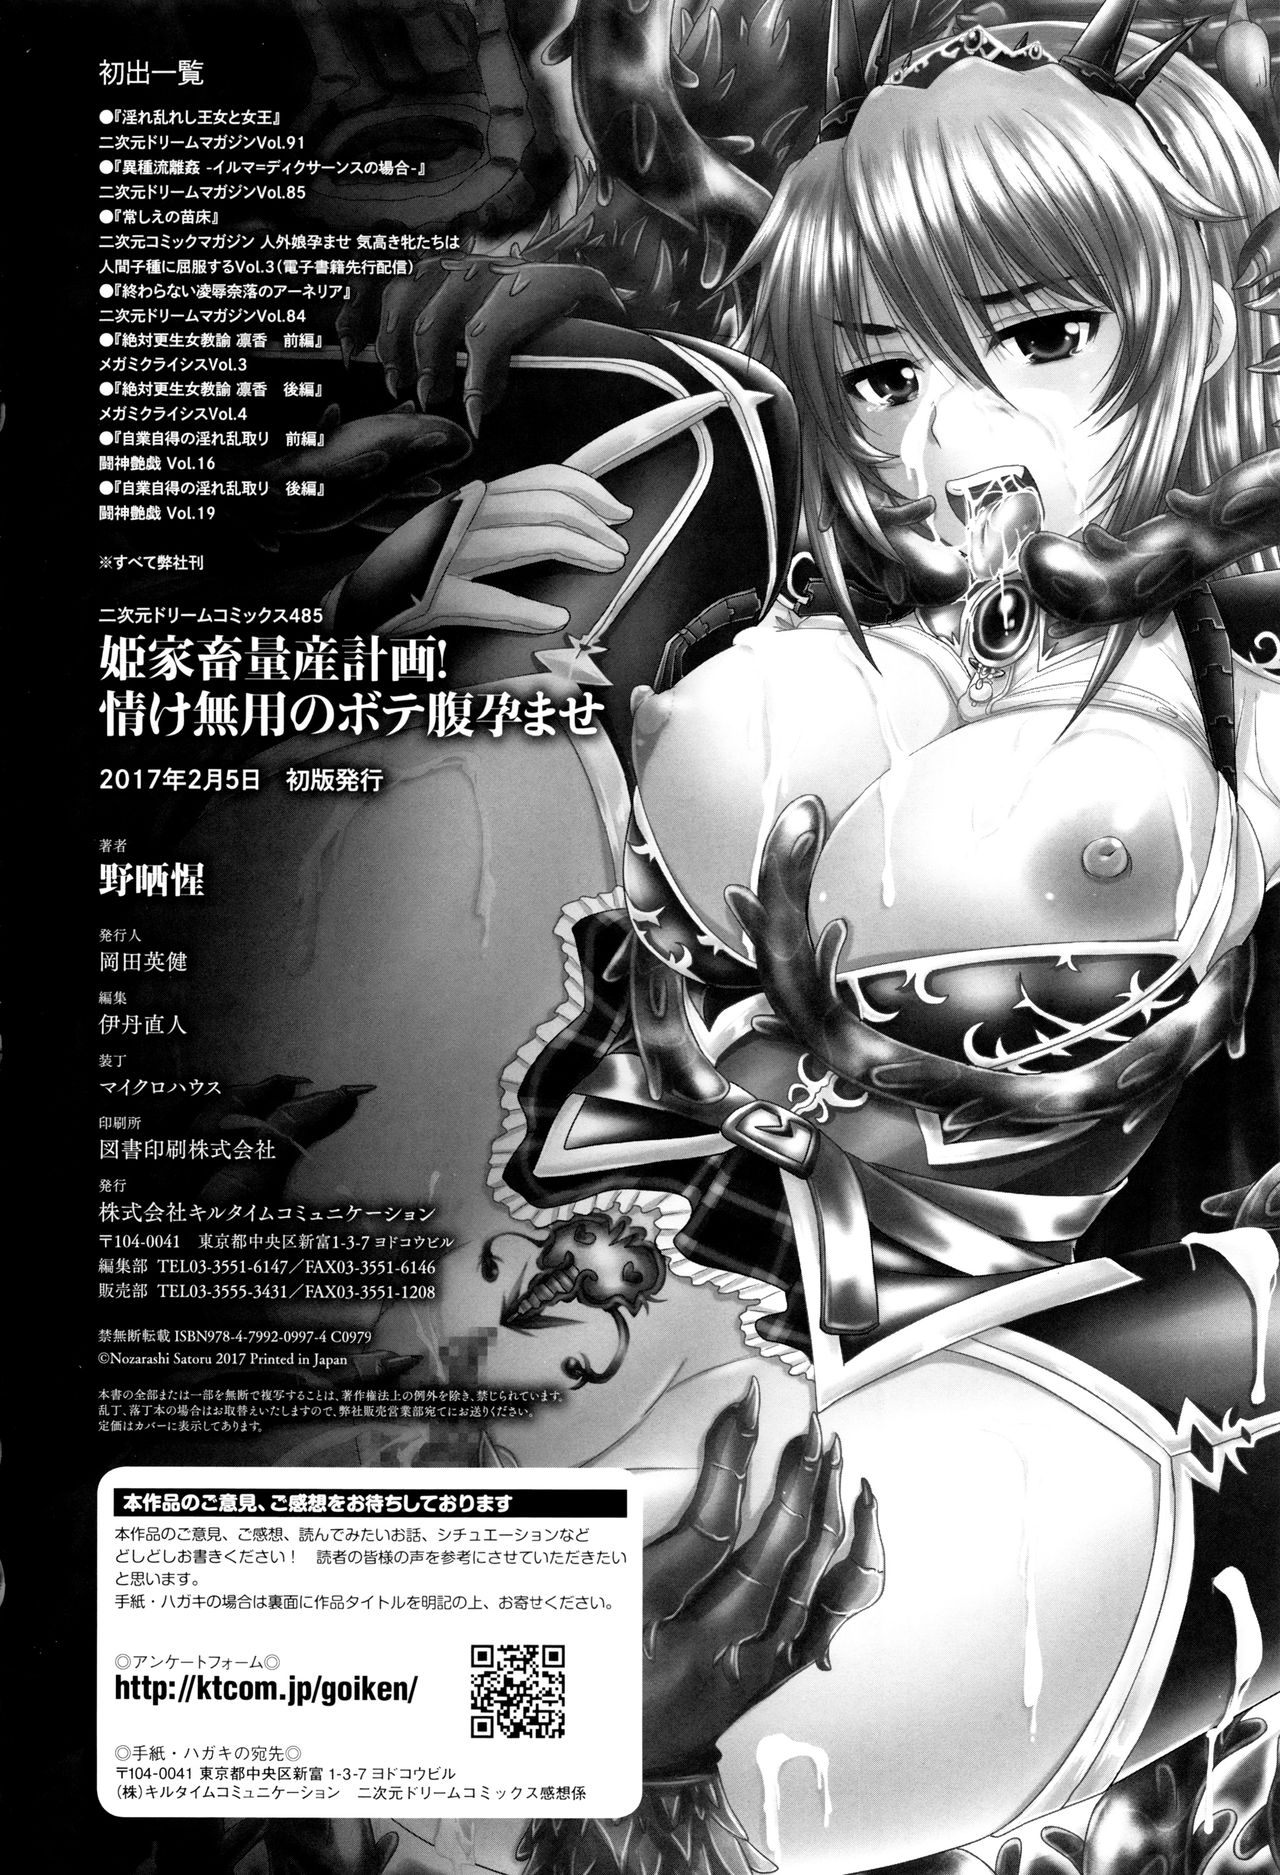 初出一覧
●『淫れ乱れし王女と女王』
二次元ドリームマガジンVol.91
●『異種流離姦 -イルマ=ディクサーンスの場合-』
二次元ドリームマガジンVol.85
●『常しえの苗床』
二次元コミックマガジン 人外娘孕ませ 気高き牝たちは
人間子種に屈服するVol.3(電子書籍先行配信)
●『終わらない凌辱奈落のアーネリア』
二次元ドリームマガジンVol.84
●『絶対更生女教諭 凛香　前編』
メガミクライシスVol.3
●『絶対更生女教諭 凛香　後編』
メガミクライシスVol.4
●『自業自得の淫れ乱取り　前編』
闘神艶戯 Vol.16
●『自業自得の淫れ乱取り　後編』
闘神艶戯 Vol.19
※すべて弊社刊
二次元ドリームコミックス485
姫家畜量産計画!
情け無用のボテ腹孕ませ
2017年2月5日　初版発行
著者
野晒惺
発行人
岡田英健
編集
伊丹直人
装丁
マイクロハウス
印刷所
図書印刷株式会社
発行
株式会社キルタイムコミュニケーション
〒104-0041　東京都中央区新富1-3-7ヨドコウビル
編集部 TEL03-3551-6147／FAX03-3551-6146
販売部 TEL03-3555-3431／FAX03-3551-1208
禁無断転載 ISBN978-4-7992-0997-4 C0979
©Nozarashi Satoru 2017 Printed in Japan
本書の全部または一部を無断で複写することは、著作権法上の例外を除き、禁じられています。
乱丁、落丁本の場合はお取替えいたしますので、弊社販売営業部宛てにお送りください。
定価はカバーに表示してあります。
本作品のご意見、ご感想をお待ちしております
本作品のご意見、ご感想、読んでみたいお話、シチュエーションなど
どしどしお書きください！　読者の皆様の声を参考にさせていただきたい
と思います。
手紙・ハガキの場合は裏面に作品タイトルを明記の上、お寄せください。
◎アンケートフォーム◎
http://ktcom.jp/goiken/
◎手紙・ハガキの宛先◎
〒104-0041 東京都中央区新富 1-3-7 ヨドコウビル
(株)キルタイムコミュニケーション　二次元ドリームコミックス感想係